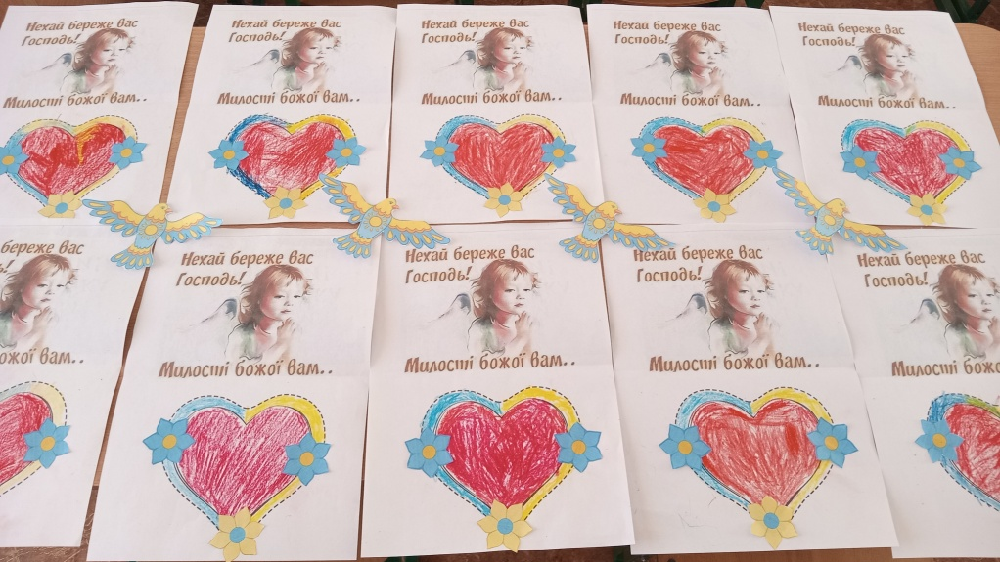 Нехай береже вас
Господь!
Милості божої вам..
Нехай береже вас
Господь!
Милості божої вам..
Нехай береже вас
Господь!
Милості божої вам..
Нехай береже вас
Господь!
Милості божої вам..
Нехай береже вас
Господь!
Милості божої вам..
береже вас
вам..
Нехай береже вас
Господь!
Милості божої вам..
Нехай береже вас
Господь!
Милості божої вам..
Нехай береже вас
Господь!
Милості божої вам..
Нехай береже вас
Господь!
Милості